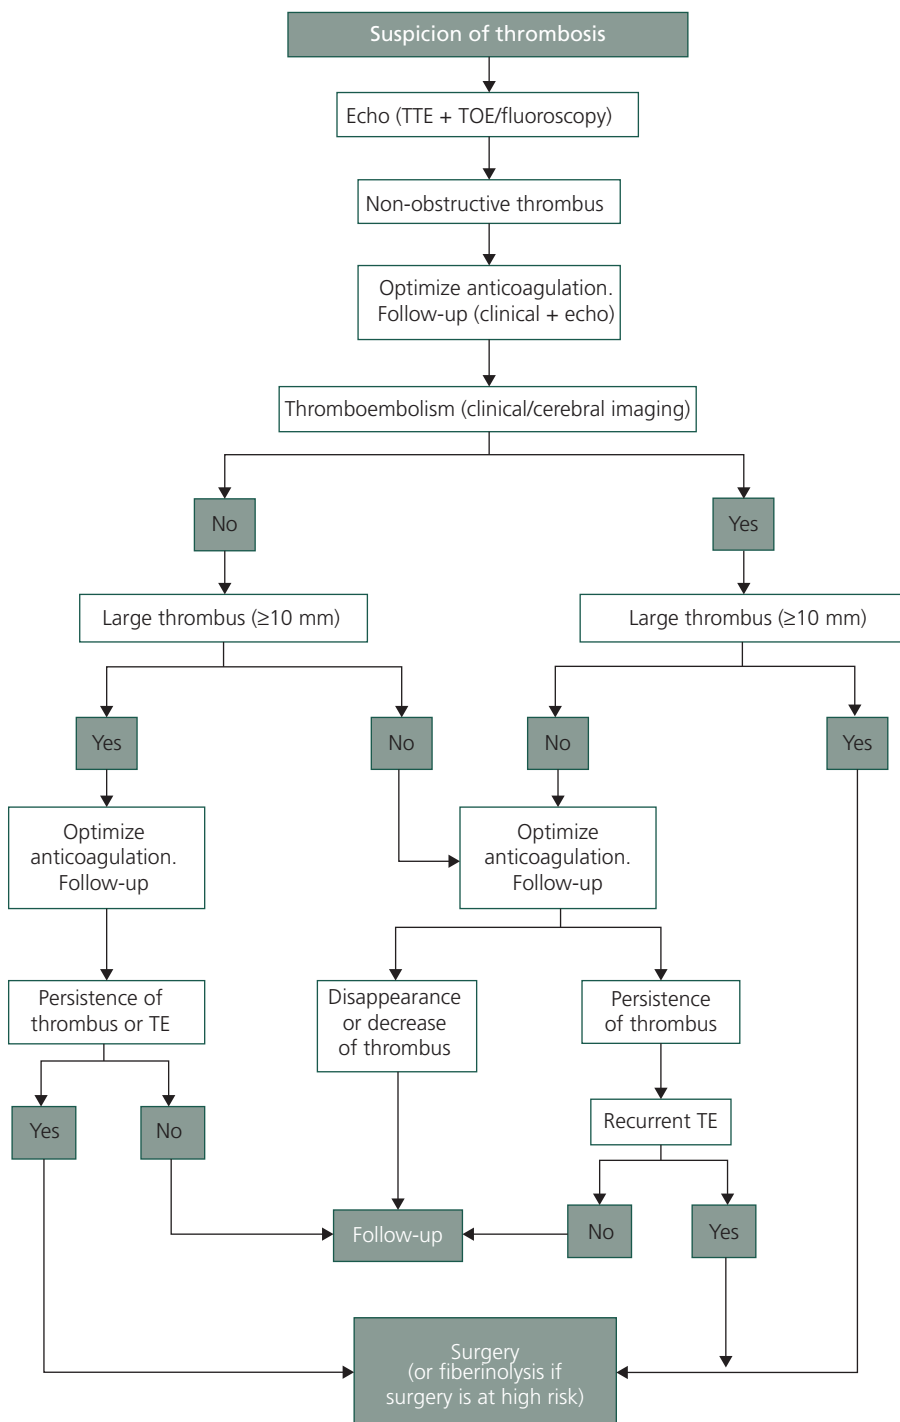 Suspicion of thrombosis
Echo (TTE + TOE/fluoroscopy)
Non-obstructive thrombus
Optimize anticoagulation.
Follow-up (clinical + echo)
Thromboembolism (clinical/cerebral imaging)
No
Yes
Large thrombus (≥10 mm)
Large thrombus (≥10 mm)
Yes
No
No
Yes
Optimize
anticoagulation.
Follow-up
Optimize
anticoagulation.
Follow-up
Persistence of
thrombus or TE
Disappearance
or decrease
of thrombus
Persistence
of thrombus
Recurrent TE
Yes
No
Follow-up
No
Yes
Surgery
(or fiberinolysis if
surgery is at high risk)